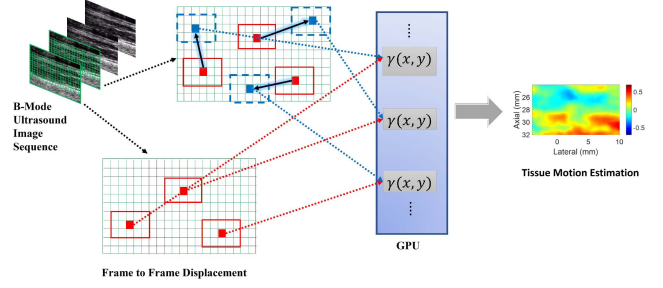 B-Mode
Ultrasound
Image
Sequence
Frame to Frame Displacement
⋮
γ(x, y)
γ(x, y)
γ(x, y)
⋮
GPU
Axial (mm)
24
26
28
30
32
0
5
10
Lateral (mm)
0.5
0
-0.5
Tissue Motion Estimation